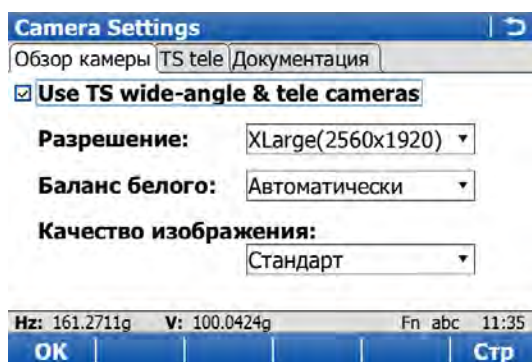 Camera Settings
Обзор камеры TS tele Документация
Use TS wide-angle & tele cameras
Разрешение: XLarge(2560x1920)
Баланс белого: Автоматически
Качество изображения:
Стандарт
Hz: 161.2711g V: 100.0424g Fn abc 11:35
OK Стр